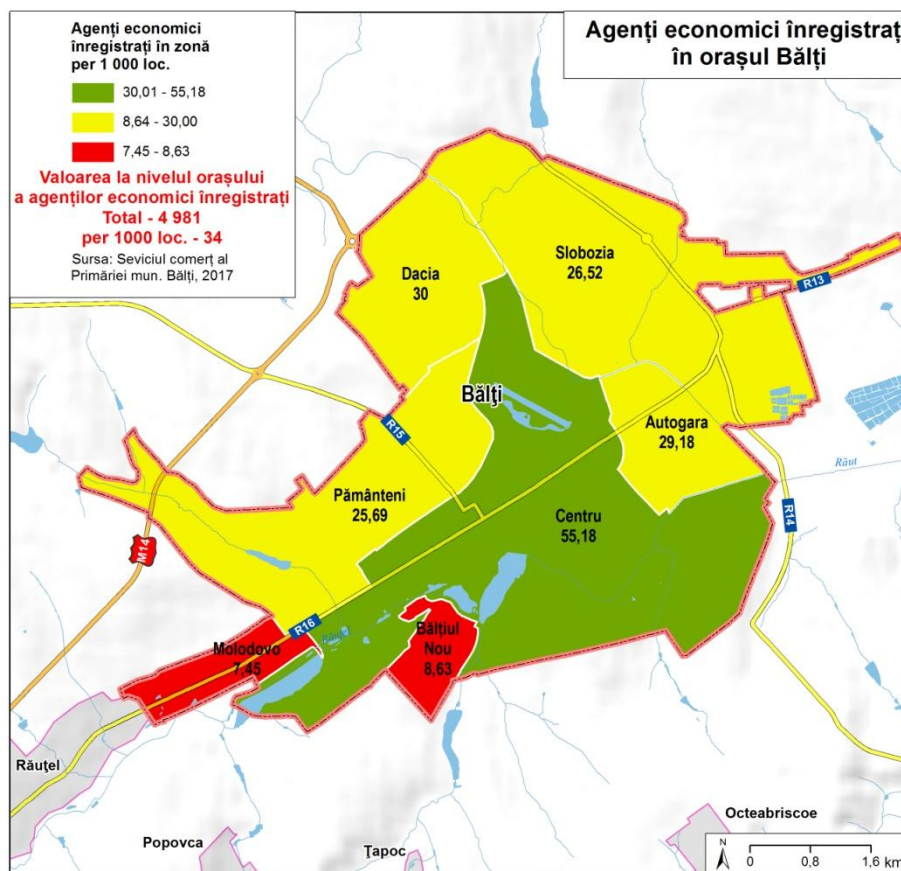 Agenți economici
înregistrați în zonă
per 1 000 loc.
30,01 - 55,18
8,64 - 30,00
7,45 - 8,63
Valoarea la nivelul orașului
a agenților economici înregistrați
Total - 4 981
per 1000 loc. - 34
Sursa: Seviciul comerț al
Primăriei mun. Bălți, 2017
Agenți economici înregistraț
în orașul Bălți
Slobozia
26,52
Dacia
30
R13
Bălți
Autogara
29,18
R15
Răut
Pământeni
25,69
Centru
55,18
R14
M14
R16
Răut
Molodovo
7,45
Bălțiul
Nou
8,63
Răuțel
Octeabriscoe
Popovca
Țapoc
N
0 0,8 1,6 km